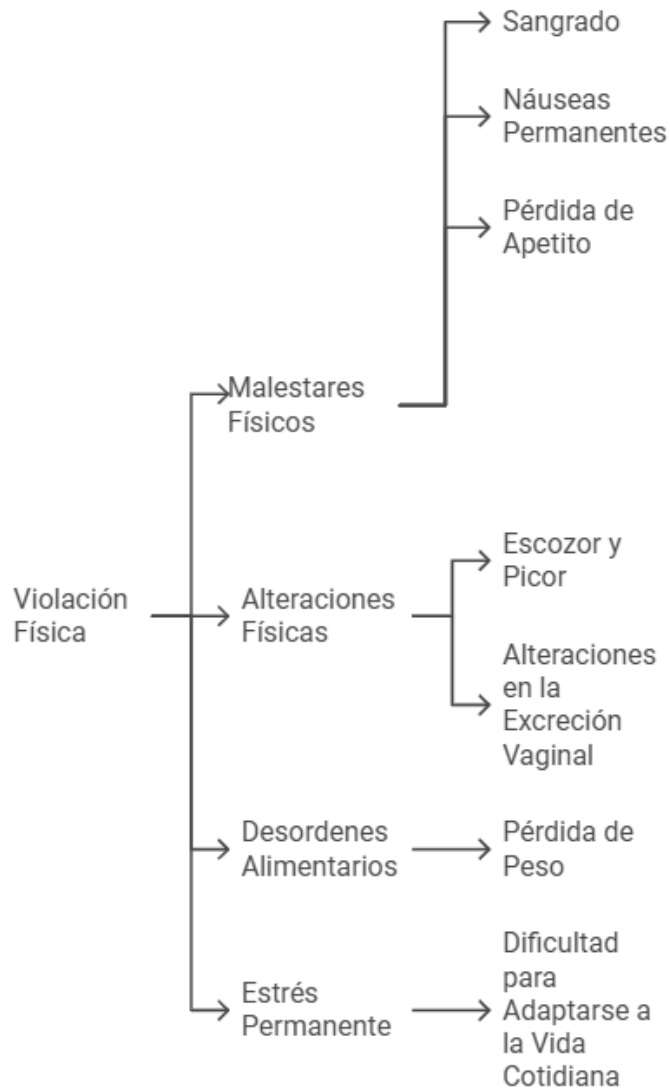 Sangrado
Náuseas
Permanentes
Pérdida de
Apetito
Malestares
Físicos
Escozor y
Picor
Violación
Física
Alteraciones
Físicas
Alteraciones
en la
Excreción
Vaginal
Desordenes
Alimentarios
Pérdida de
Peso
Estrés
Permanente
Dificultad
para
Adaptarse a
la Vida
Cotidiana